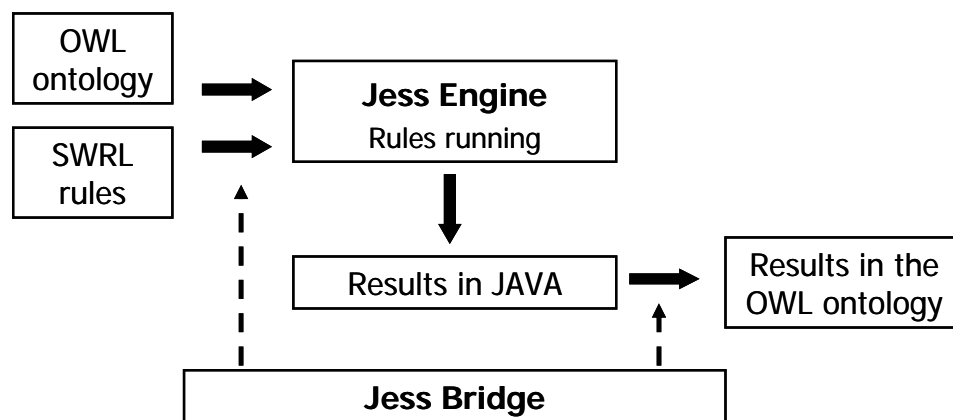 OWL
ontology
SWRL
rules
Jess Engine
Rules running
Results in JAVA
Results in the
OWL ontology
Jess Bridge